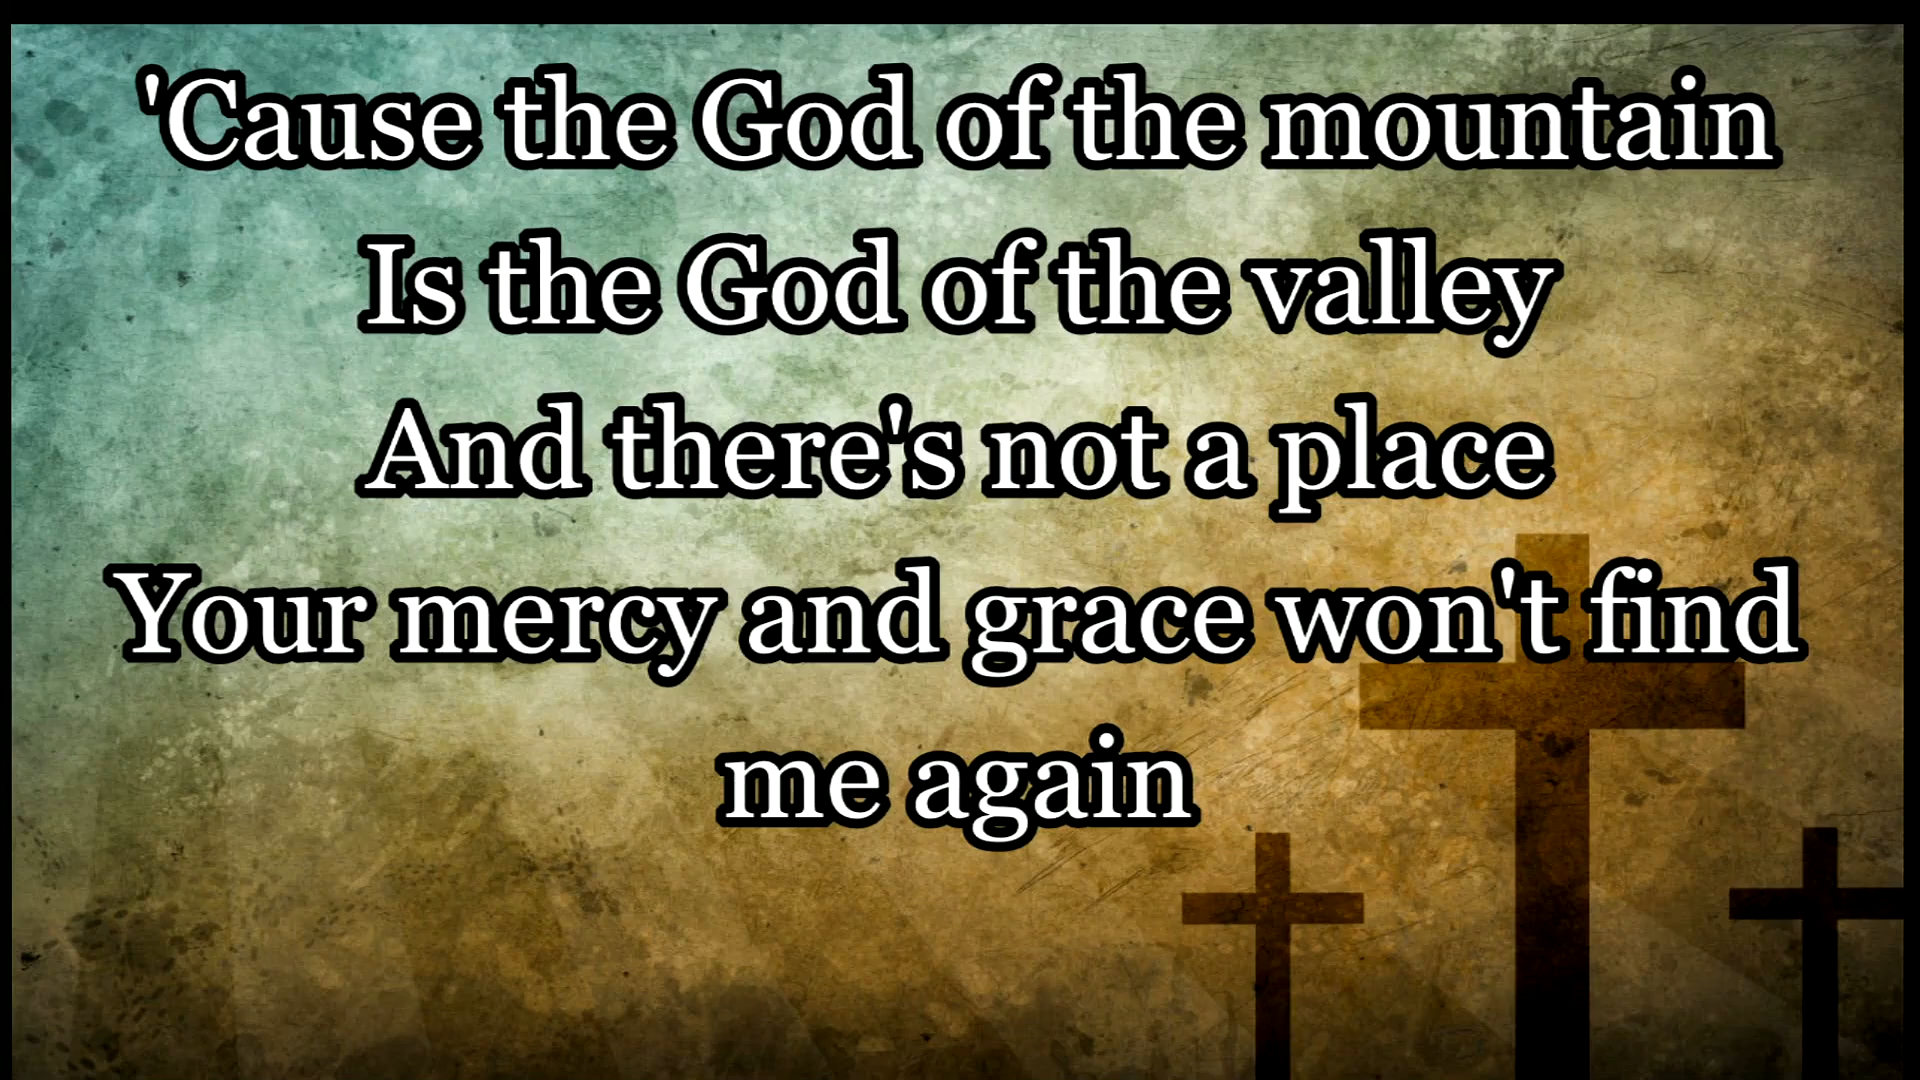 'Cause the God of the mountain
Is the God of the valley
And there's not a place
Your mercy and grace won't find
me again